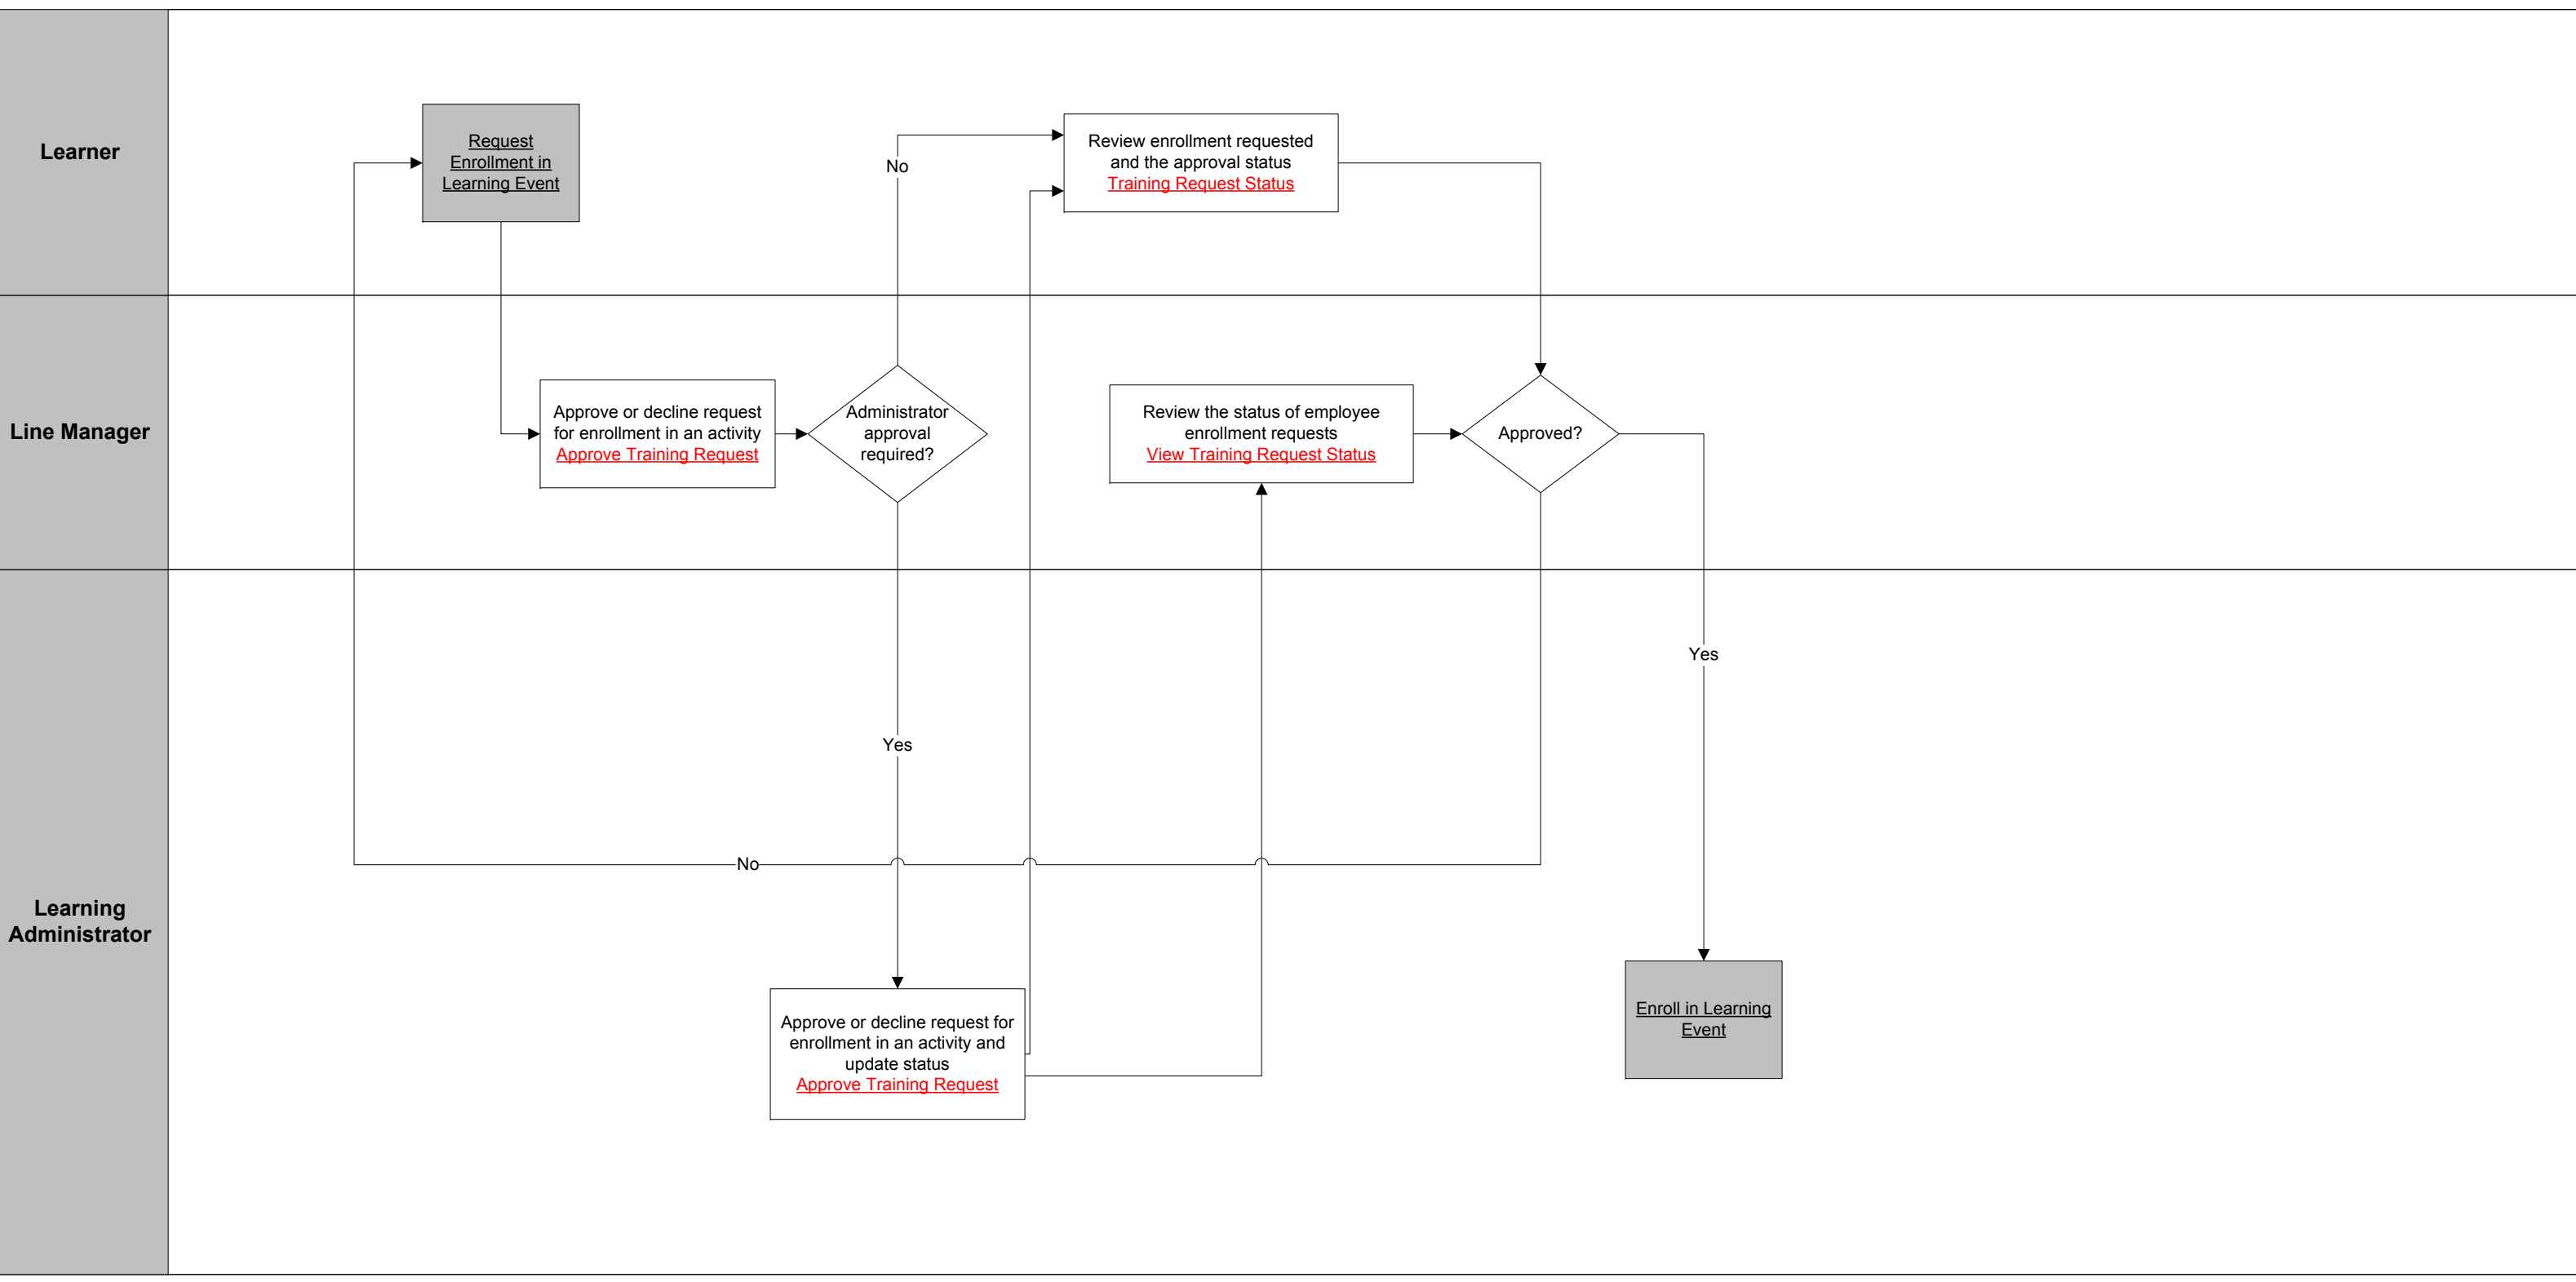 Learner
Request
Enrollment in
Learning Event
No
Review enrollment requested
and the approval status
Training Request Status
Line Manager
Approve or decline request
for enrollment in an activity
Approve Training Request
Administrator
approval
required?
Review the status of employee
enrollment requests
View Training Request Status
Approved?
Learning
Administrator
Yes
Yes
No
Approve or decline request for
enrollment in an activity and
update status
Approve Training Request
Enroll in Learning
Event